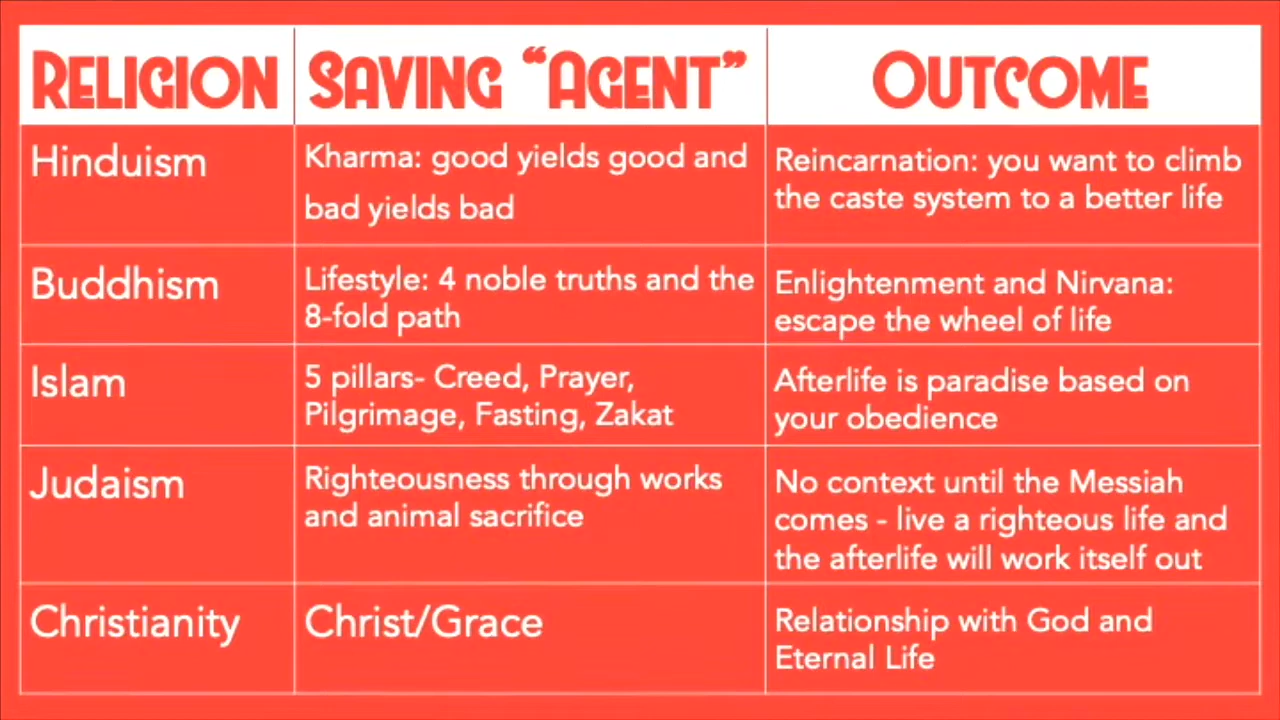 RELIGION
SAVING “AGENT”
OUTCOME
Hinduism
Kharma: good yields good and
bad yields bad
Reincarnation: you want to climb
the caste system to a better life
Buddhism
Lifestyle: 4 noble truths and the
8-fold path
Enlightenment and Nirvana:
escape the wheel of life
Islam
5 pillars- Creed, Prayer,
Pilgrimage, Fasting, Zakat
Afterlife is paradise based on
your obedience
Judaism
Righteousness through works
and animal sacrifice
No context until the Messiah
comes - live a righteous life and
the afterlife will work itself out
Christianity
Christ/Grace
Relationship with God and
Eternal Life